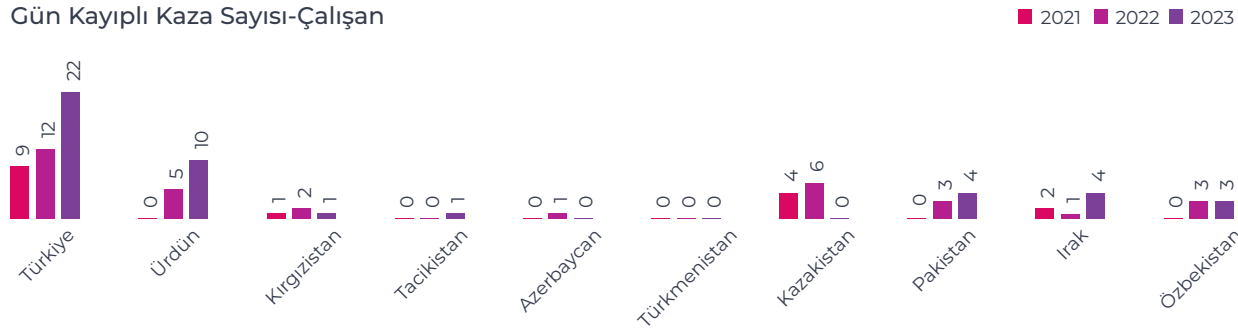 Gün Kayıplı Kaza Sayısı-Çalışan
2021 2022 2023
9 12 22
0 5 10
1 2 1
0 0 1
0 1 0
0 0 0
4 6 0
0 3 4
2 1 4
0 3 3
Türkiye
Ürdün
Kırgızistan
Tacikistan
Azerbaycan
Türkmenistan
Kazakistan
Pakistan
Irak
Özbekistan